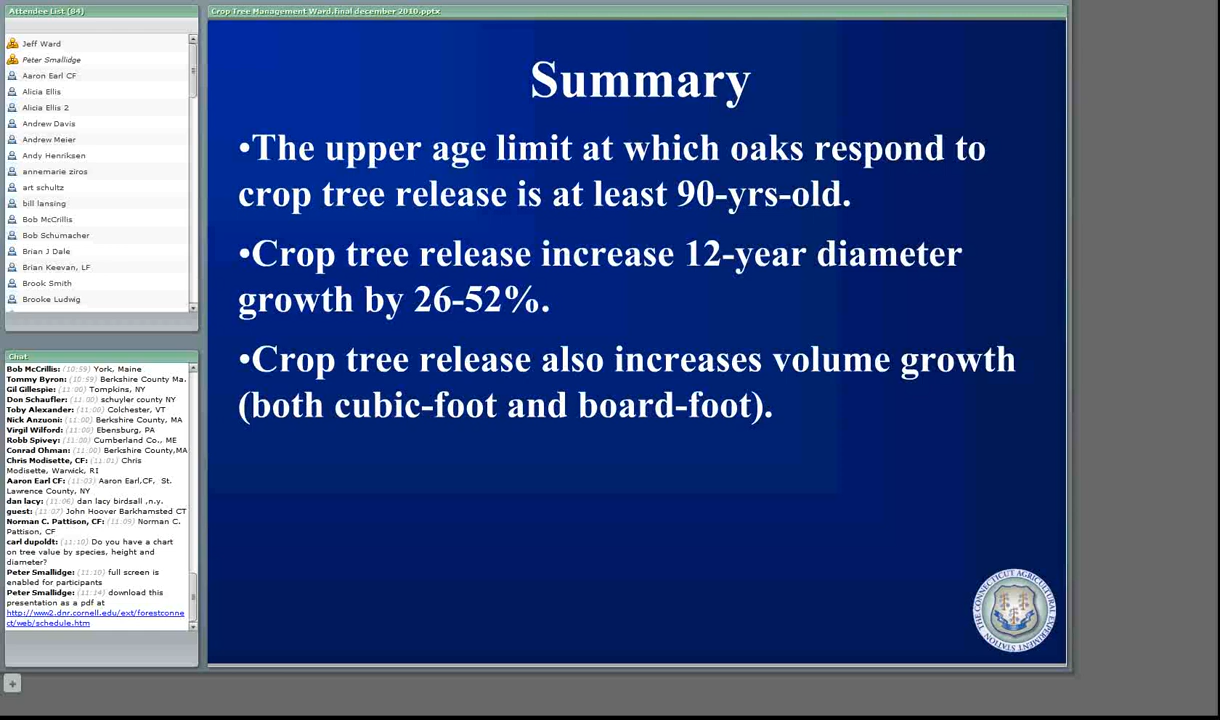 Attendee List (84)
Jeff Ward
Peter Smallidge
Aaron Earl CF
Alicia Ellis
Alicia Ellis 2
Andrew Davis
Andrew Meier
Andy Henriksen
annemarie ziros
art schultz
bill lansing
Bob McCrillis
Bob Schumacher
Brian J Dale
Brian Keevan, LF
Brook Smith
Brooke Ludwig
Chat
Bob McCrillis: (10:59) York, Maine
Tommy Byron: (10:59) Berkshire County Ma.
Gil Gillespie: (11:00) Tompkins, NY
Don Schaufler: (11:00) schuyler county NY
Toby Alexander: (11:00) Colchester, VT
Nick Anzuoni: (11:00) Berkshire County, MA
Virgil Wilford: (11:00) Ebensburg, PA
Robb Spivey: (11:00) Cumberland Co., ME
Conrad Ohman: (11:00) Berkshire County,MA
Chris Modisette, CF: (11:01) Chris
Modisette, Warwick, RI
Aaron Earl CF: (11:03) Aaron Earl,CF, St.
Lawrence County, NY
dan lacy: (11:06) dan lacy birdsall ,n.y.
guest: (11:07) John Hoover Barkhamsted CT
Norman C. Pattison, CF: (11:09) Norman C.
Pattison, CF
carl dupoldt: (11:10) Do you have a chart
on tree value by species, height and
diameter?
Peter Smallidge: (11:10) full screen is
enabled for participants
Peter Smallidge: (11:14) download this
presentation as a pdf at
http://www2.dnr.cornell.edu/ext/forestconne
ct/web/schedule.htm
Crop Tree Management Ward.final december 2010.pptx
Summary
•The upper age limit at which oaks respond to
crop tree release is at least 90-yrs-old.
•Crop tree release increase 12-year diameter
growth by 26-52%.
•Crop tree release also increases volume growth
(both cubic-foot and board-foot).
THE CONNECTICUT AGRICULTURAL EXPERIMENT STATION